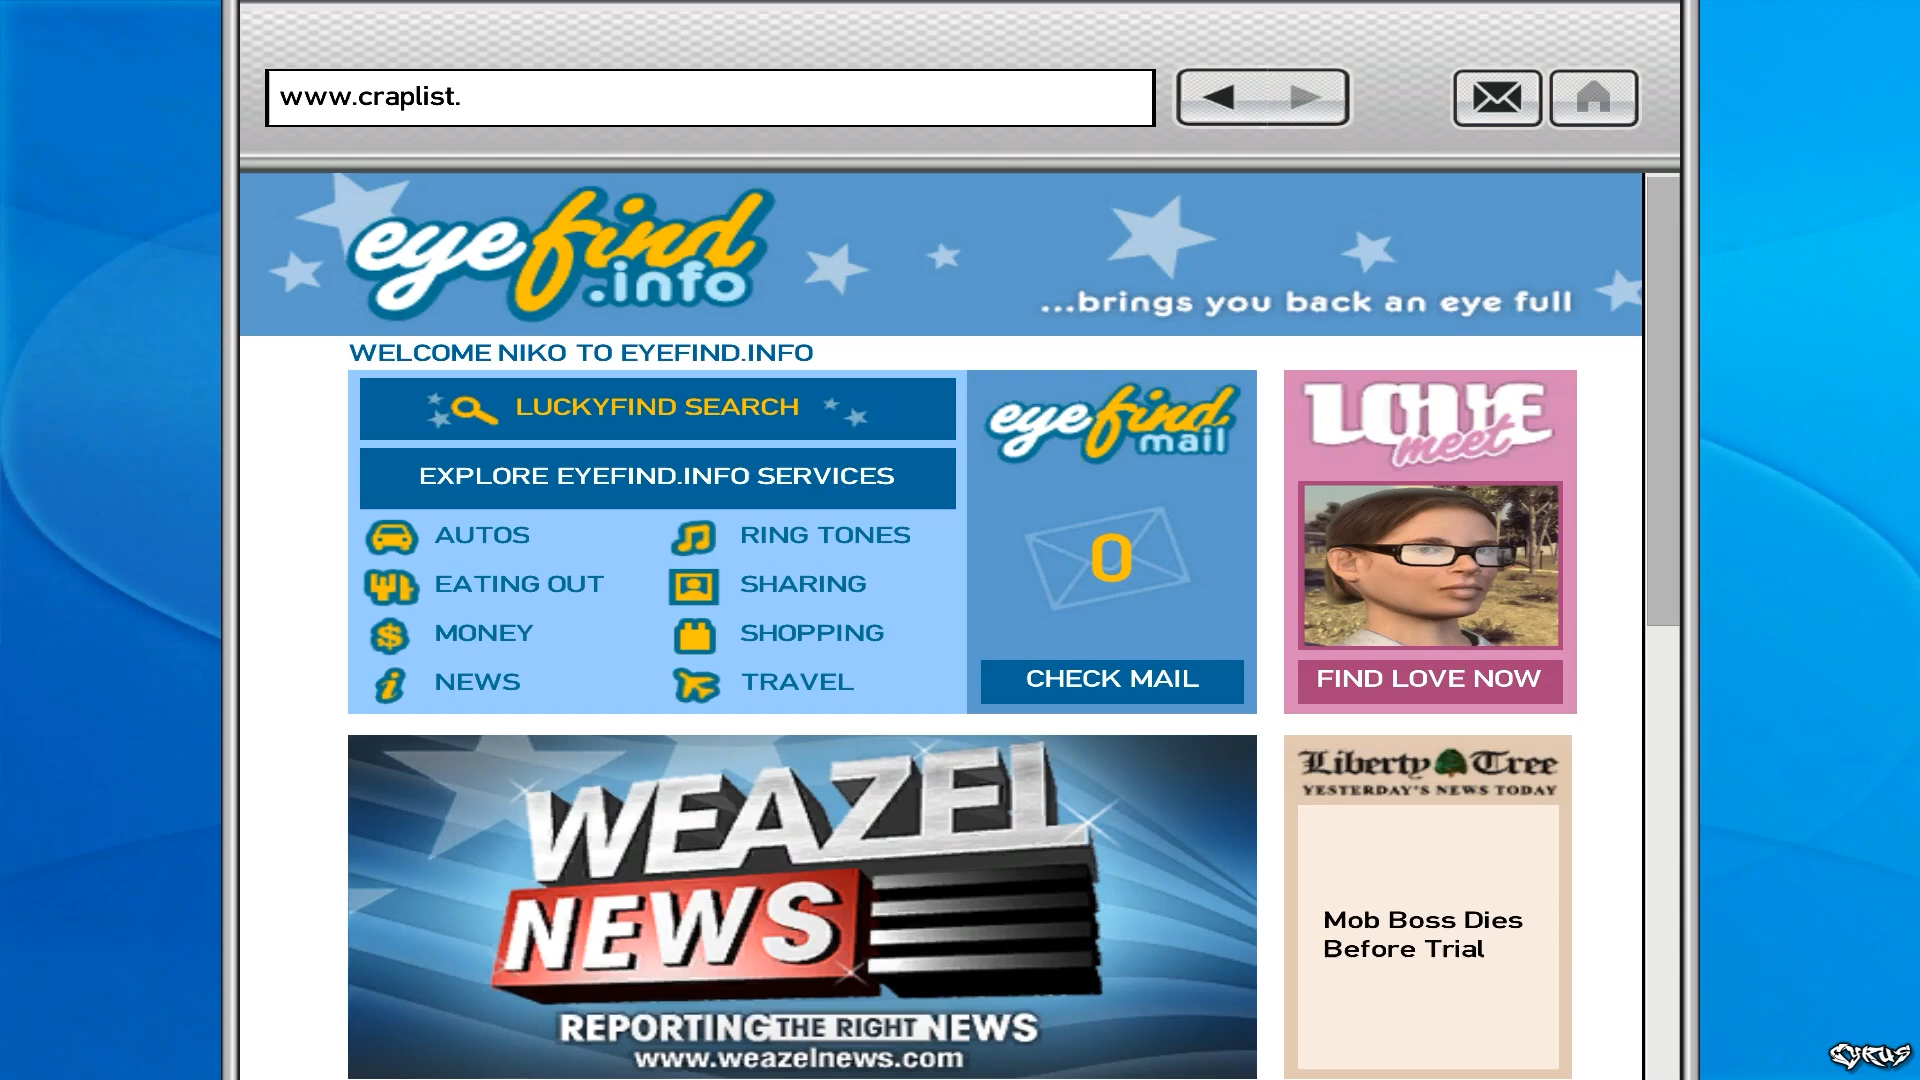 www.craplist.
eyefind
.info
...brings you back an eye full
WELCOME NIKO TO EYEFIND.INFO
LUCKYFIND SEARCH
EXPLORE EYEFIND.INFO SERVICES
AUTOS
RING TONES
EATING OUT
SHARING
MONEY
SHOPPING
NEWS
TRAVEL
eyefind
mail
0
CHECK MAIL
LOVE
meet
FIND LOVE NOW
WEAZEL
NEWS
REPORTING THE RIGHT NEWS
www.weazelnews.com
Liberty Tree
YESTERDAY'S NEWS TODAY
Mob Boss Dies
Before Trial
CYRUS